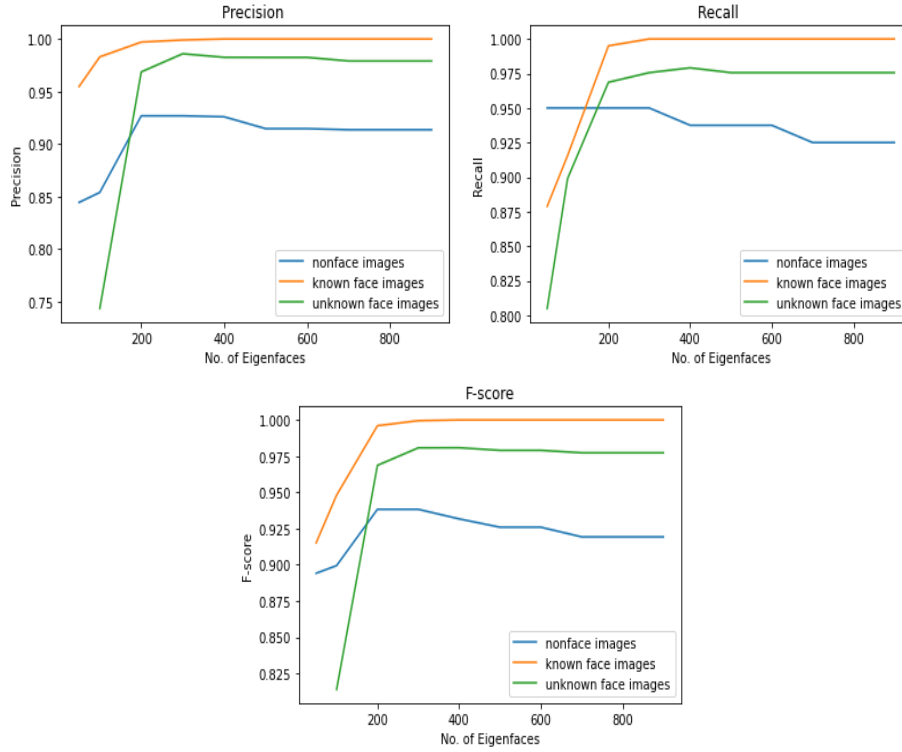 Precision
Precision
1.00
0.95
0.90
0.85
0.80
0.75
nonface images
known face images
unknown face images
200
400
600
800
No. of Eigenfaces
Recall
Recall
1.000
0.975
0.950
0.925
0.900
0.875
0.850
0.825
0.800
nonface images
known face images
unknown face images
200
400
600
800
No. of Eigenfaces
F-score
F-score
1.000
0.975
0.950
0.925
0.900
0.875
0.850
0.825
nonface images
known face images
unknown face images
200
400
600
800
No. of Eigenfaces